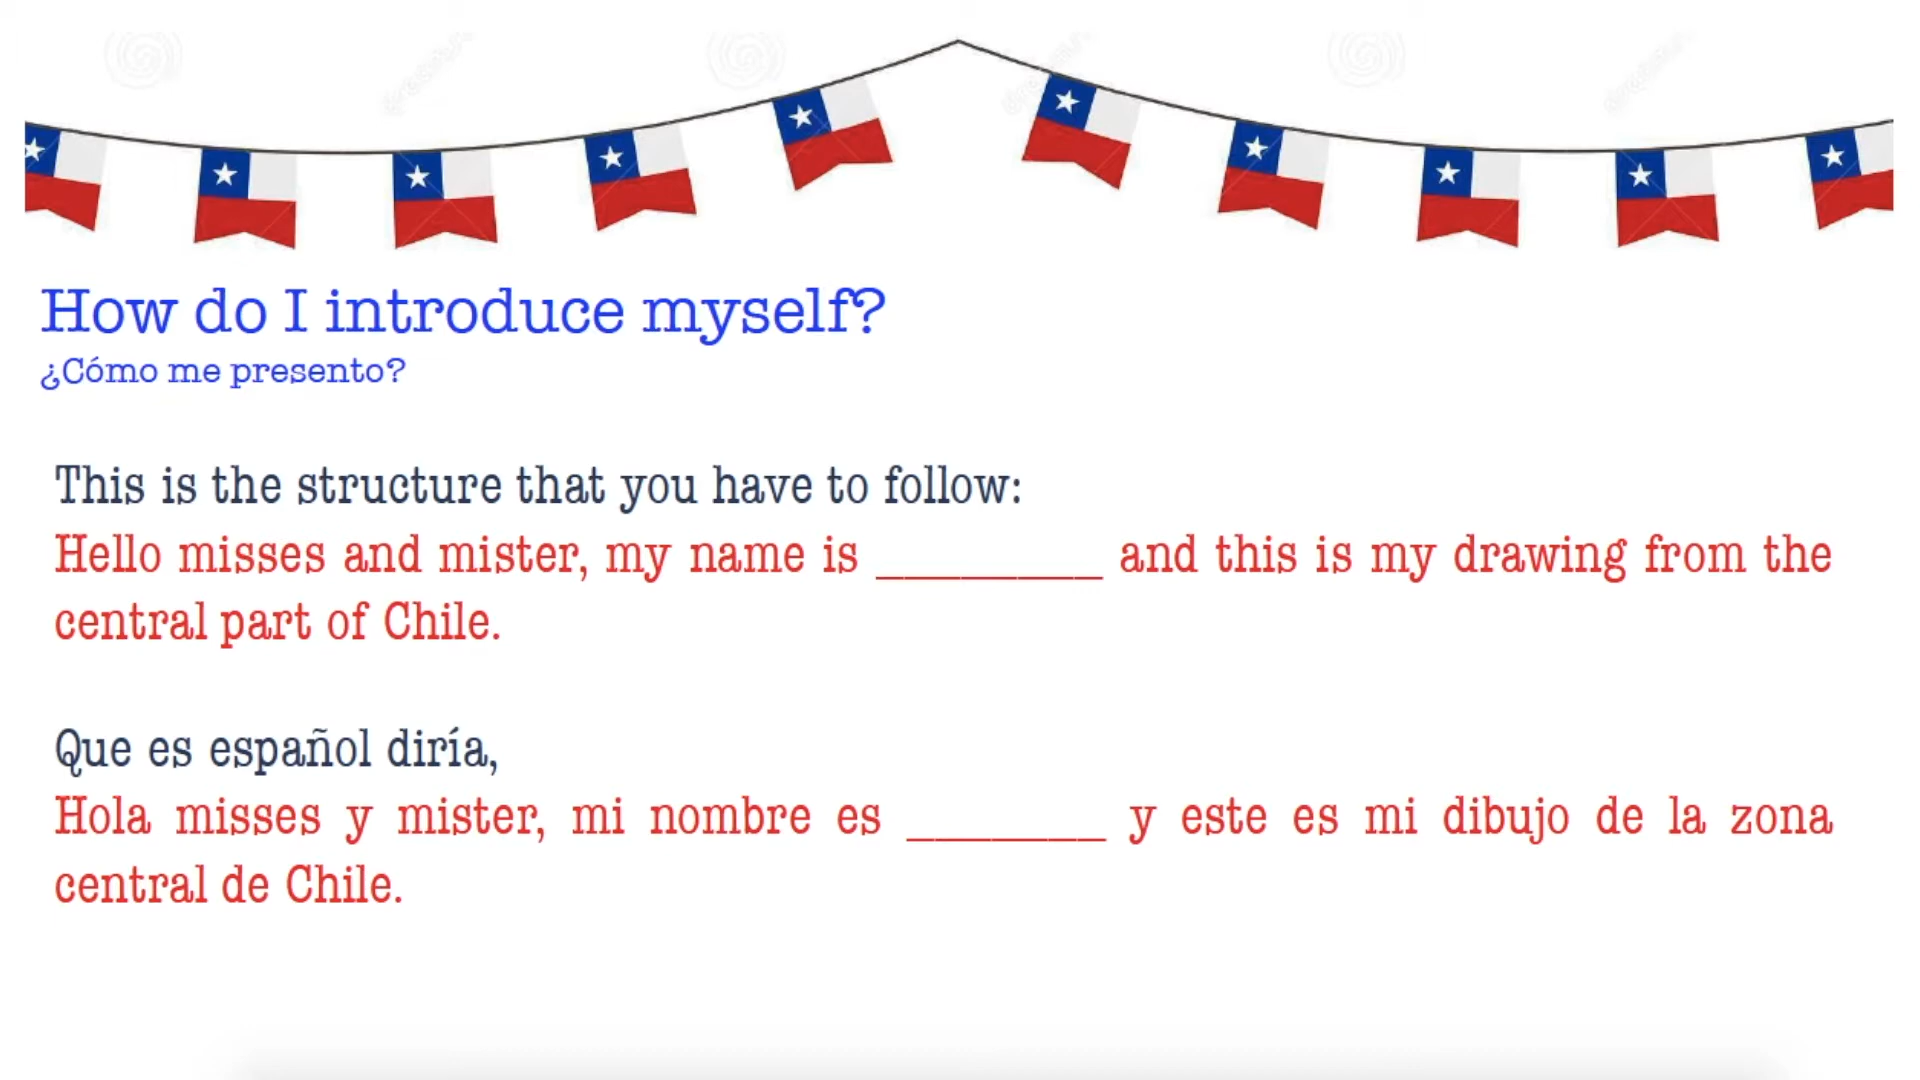 How do I introduce myself?
¿Cómo me presento?
This is the structure that you have to follow:
Hello misses and mister, my name is ________ and this is my drawing from the
central part of Chile.
Que es español diría,
Hola misses y mister, mi nombre es _______ y este es mi dibujo de la zona
central de Chile.